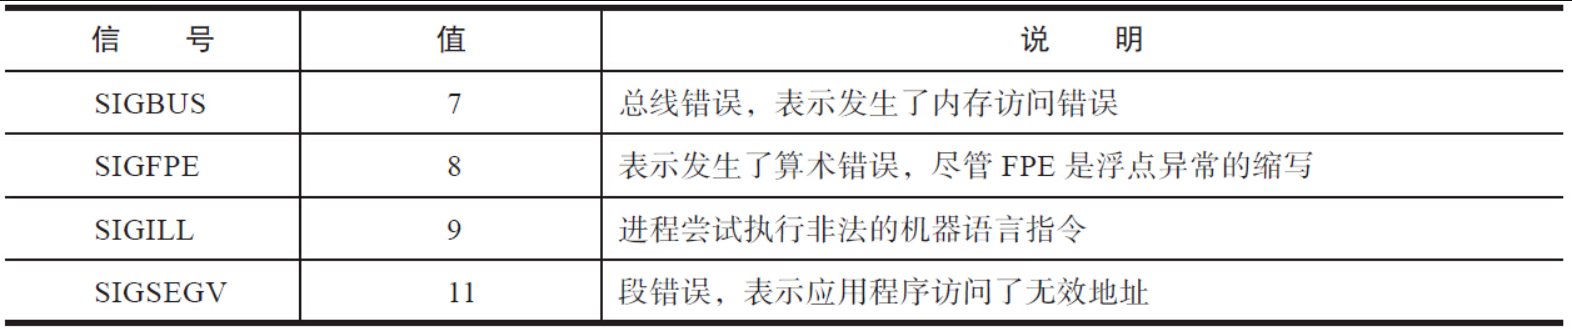 信 号 值 说 明
SIGBUS 7 总线错误，表示发生了内存访问错误
SIGFPE 8 表示发生了算术错误，尽管 FPE 是浮点异常的缩写
SIGILL 9 进程尝试执行非法的机器语言指令
SIGSEGV 11 段错误，表示应用程序访问了无效地址